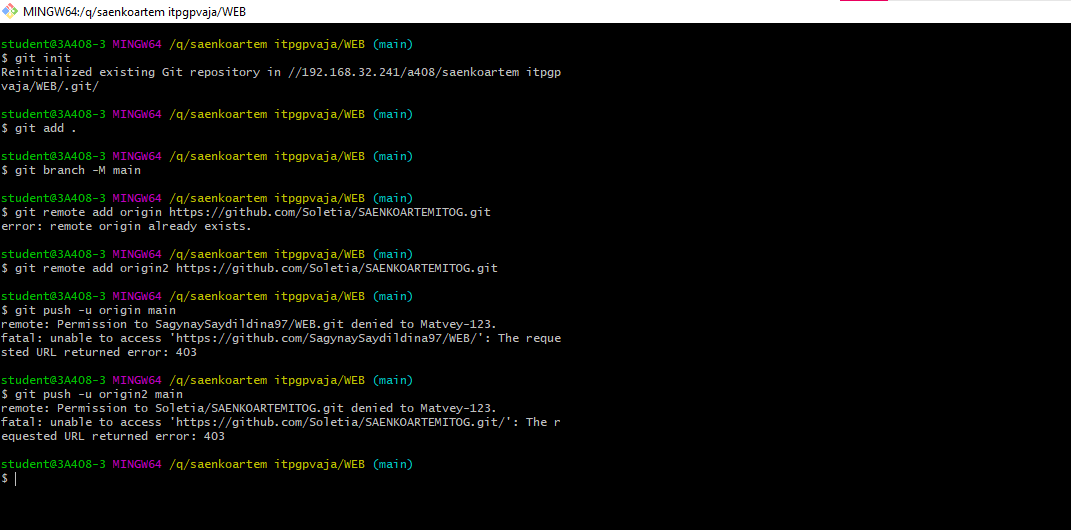 MINGW64:/q/saenkoartem itpgpvaja/WEB
student@3A408-3 MINGW64 /q/saenkoartem itpgpvaja/WEB (main)
$ git init
Reinitialized existing Git repository in //192.168.32.241/a408/saenkoartem itpgp
vaja/WEB/.git/
student@3A408-3 MINGW64 /q/saenkoartem itpgpvaja/WEB (main)
$ git add .
student@3A408-3 MINGW64 /q/saenkoartem itpgpvaja/WEB (main)
$ git branch -M main
student@3A408-3 MINGW64 /q/saenkoartem itpgpvaja/WEB (main)
$ git remote add origin https://github.com/Soletia/SAENKOARTEMITOG.git
error: remote origin already exists.
student@3A408-3 MINGW64 /q/saenkoartem itpgpvaja/WEB (main)
$ git remote add origin2 https://github.com/Soletia/SAENKOARTEMITOG.git
student@3A408-3 MINGW64 /q/saenkoartem itpgpvaja/WEB (main)
$ git push -u origin main
remote: Permission to SagynaySaydildina97/WEB.git denied to Matvey-123.
fatal: unable to access 'https://github.com/SagynaySaydildina97/WEB/': The reque
sted URL returned error: 403
student@3A408-3 MINGW64 /q/saenkoartem itpgpvaja/WEB (main)
$ git push -u origin2 main
remote: Permission to Soletia/SAENKOARTEMITOG.git denied to Matvey-123.
fatal: unable to access 'https://github.com/Soletia/SAENKOARTEMITOG.git/': The r
equested URL returned error: 403
student@3A408-3 MINGW64 /q/saenkoartem itpgpvaja/WEB (main)
$